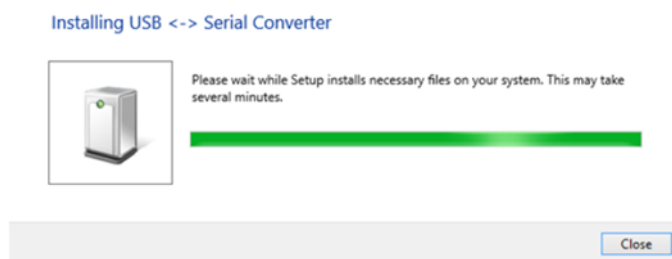 Installing USB <-> Serial Converter
Please wait while Setup installs necessary files on your system. This may take
several minutes.
Close